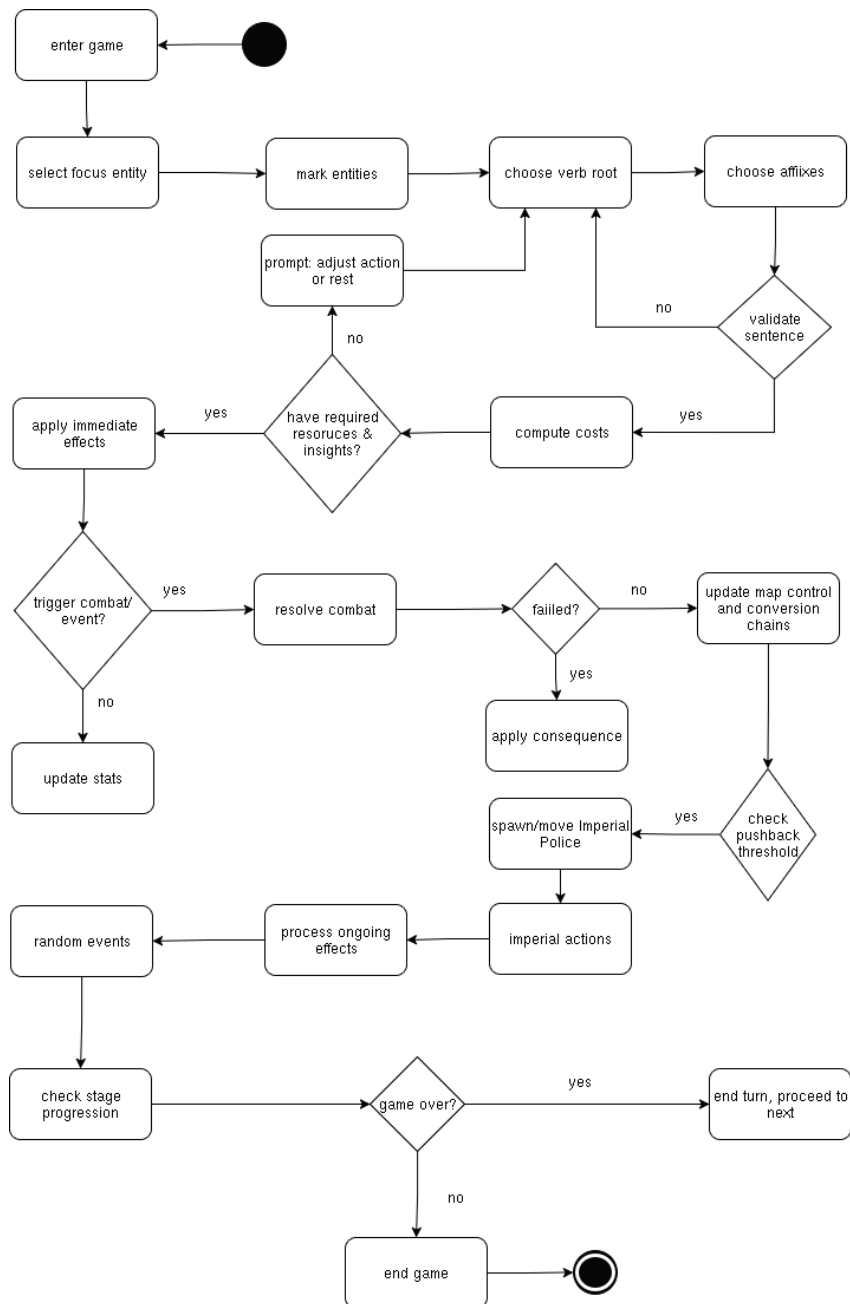 enter game
select focus entity
mark entities
choose verb root
choose affiixes
prompt: adjust action
or rest
no
validate
sentence
no
yes
have required
resoruces &
insights?
yes
compute costs
apply immediate
effects
trigger combat/
event?
yes
resolve combat
faiiled?
no
update map control
and conversion
chains
yes
no
apply consequence
update stats
check
pushback
threshold
yes
spawn/move Imperial
Police
imperial actions
process ongoing
effects
random events
check stage
progression
game over?
yes
end turn, proceed to
next
no
end game